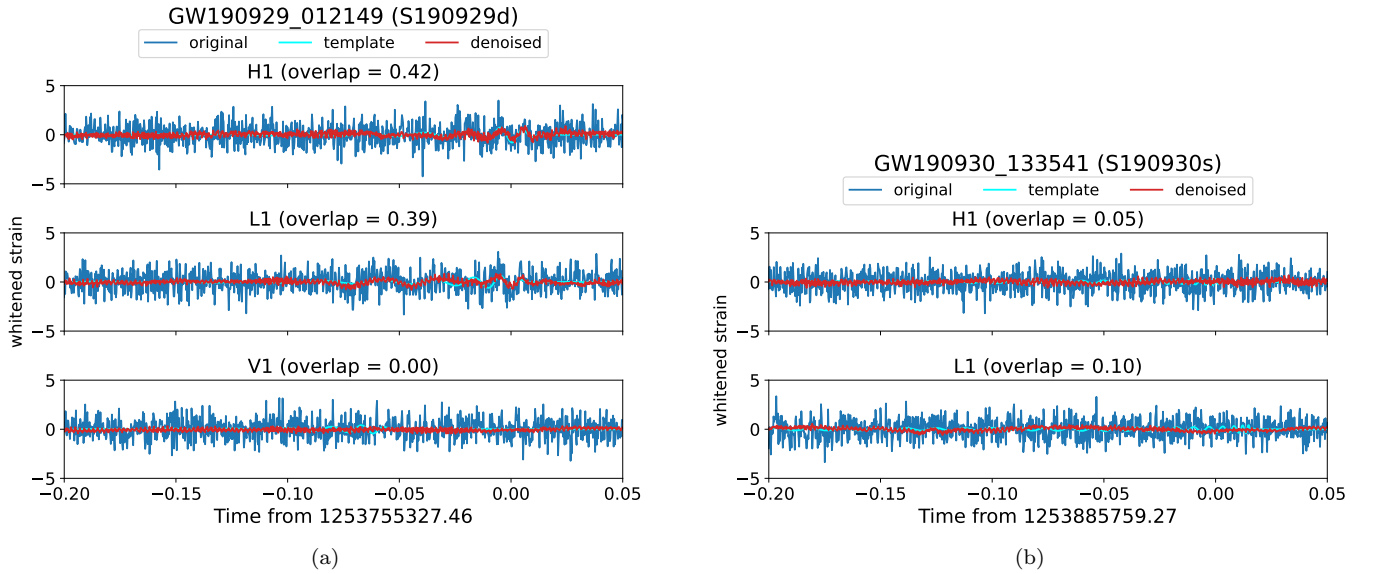 GW190929_012149 (S190929d)
original template denoised
H1 (overlap = 0.42)
5
0
−5
L1 (overlap = 0.39)
5
0
−5
whitened strain
V1 (overlap = 0.00)
5
0
−5
−0.20 −0.15 −0.10 −0.05 0.00 0.05
Time from 1253755327.46
(a)
GW190930_133541 (S190930s)
original template denoised
H1 (overlap = 0.05)
5
0
−5
whitened strain
L1 (overlap = 0.10)
5
0
−5
−0.20 −0.15 −0.10 −0.05 0.00 0.05
Time from 1253885759.27
(b)